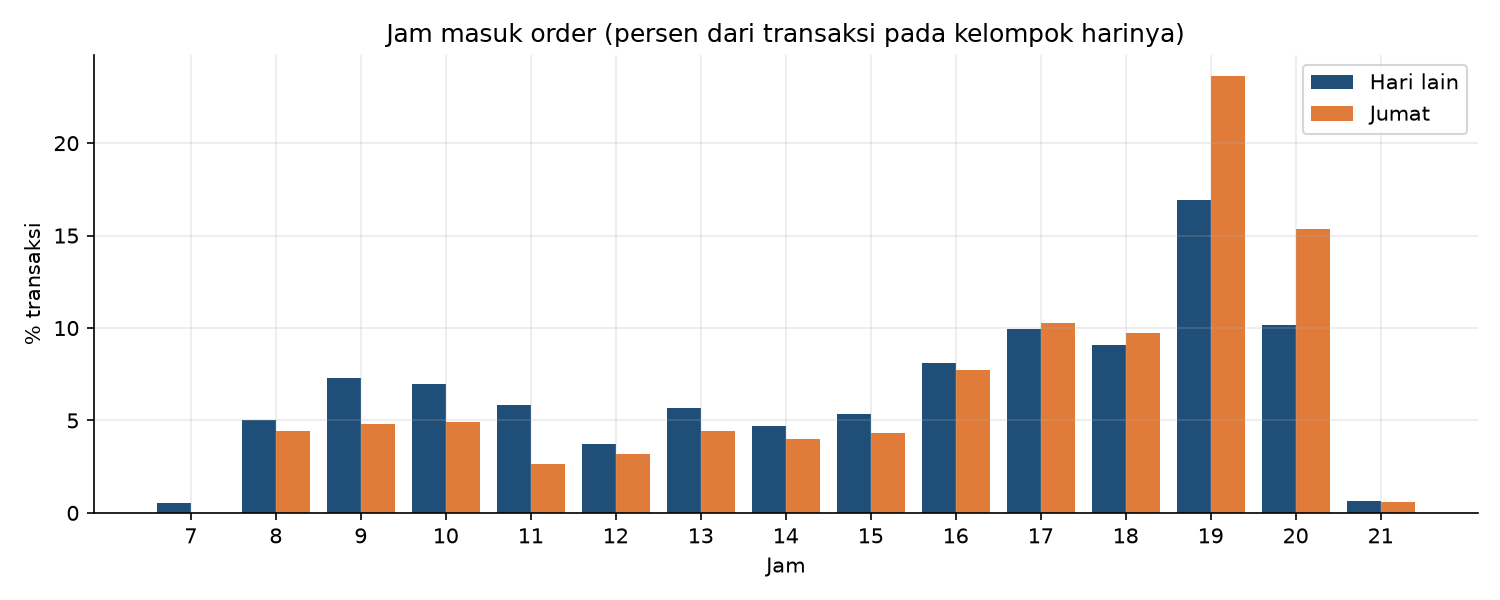 Jam masuk order (persen dari transaksi pada kelompok harinya)
Hari lain
Jumat
% transaksi
20
15
10
5
0
7 8 9 10 11 12 13 14 15 16 17 18 19 20 21
Jam